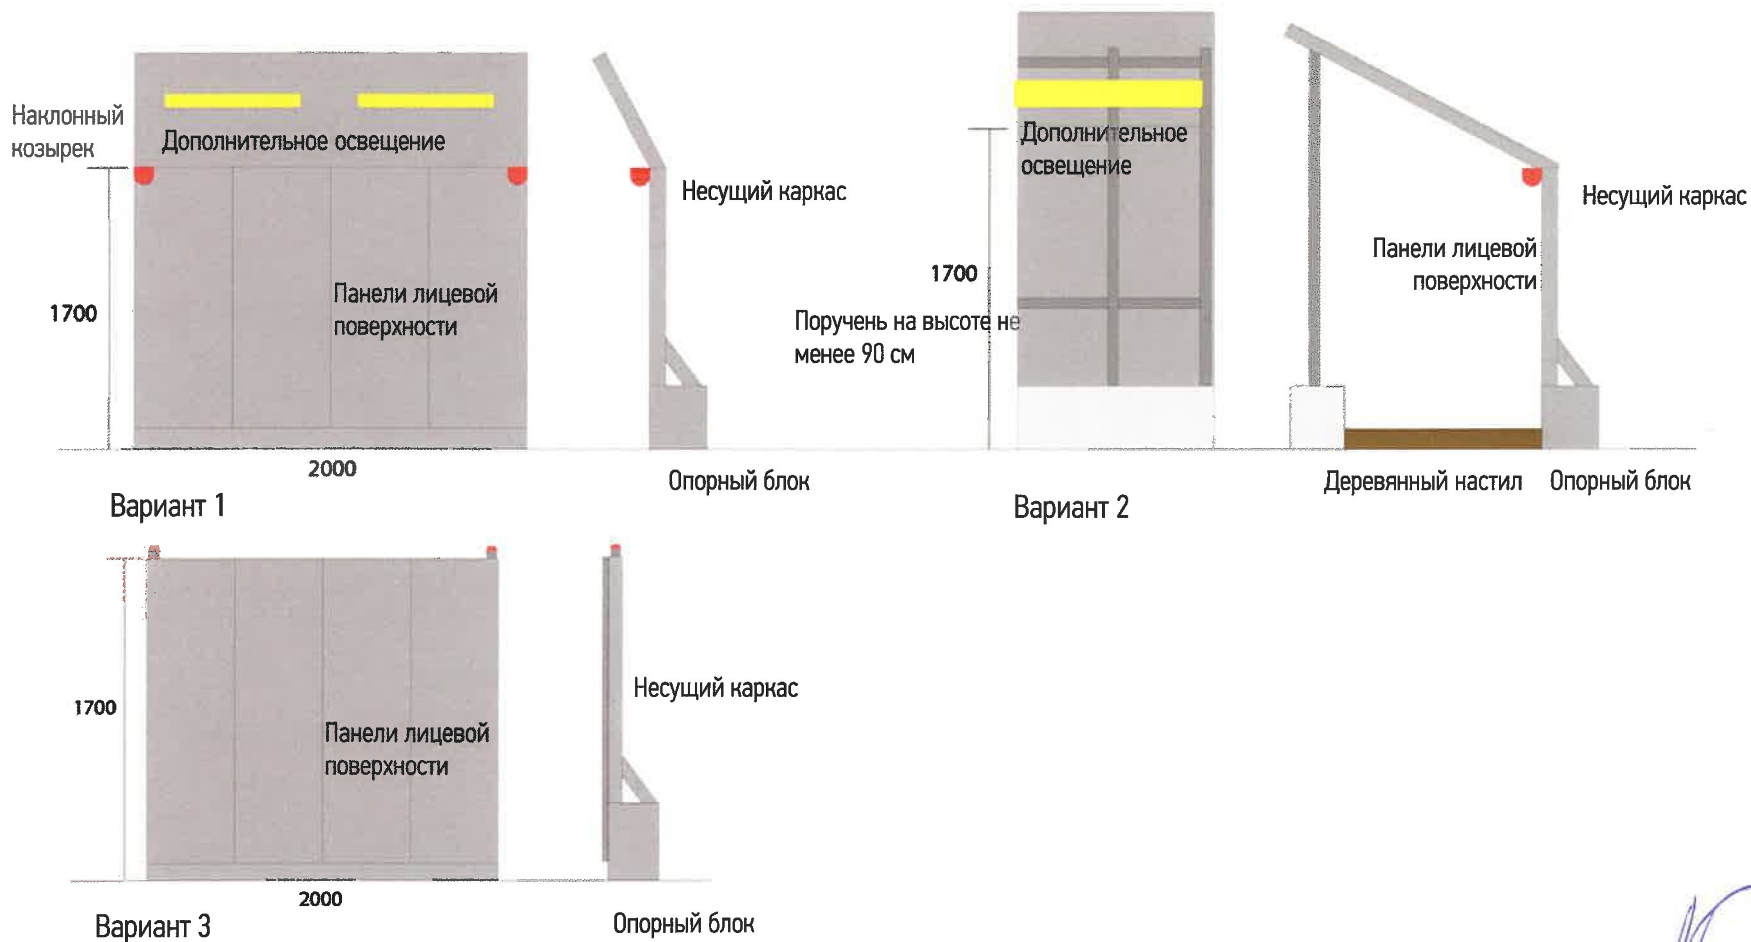 Наклонный
козырек
Дополнительное освещение
Несущий каркас
Панели лицевой
поверхности
1700
2000
Опорный блок
Вариант 1
Дополнительное
освещение
1700
Поручень на высоте не
менее 90 см
Несущий каркас
Панели лицевой
поверхности
Деревянный настил
Опорный блок
Вариант 2
1700
Панели лицевой
поверхности
Несущий каркас
2000
Опорный блок
Вариант 3